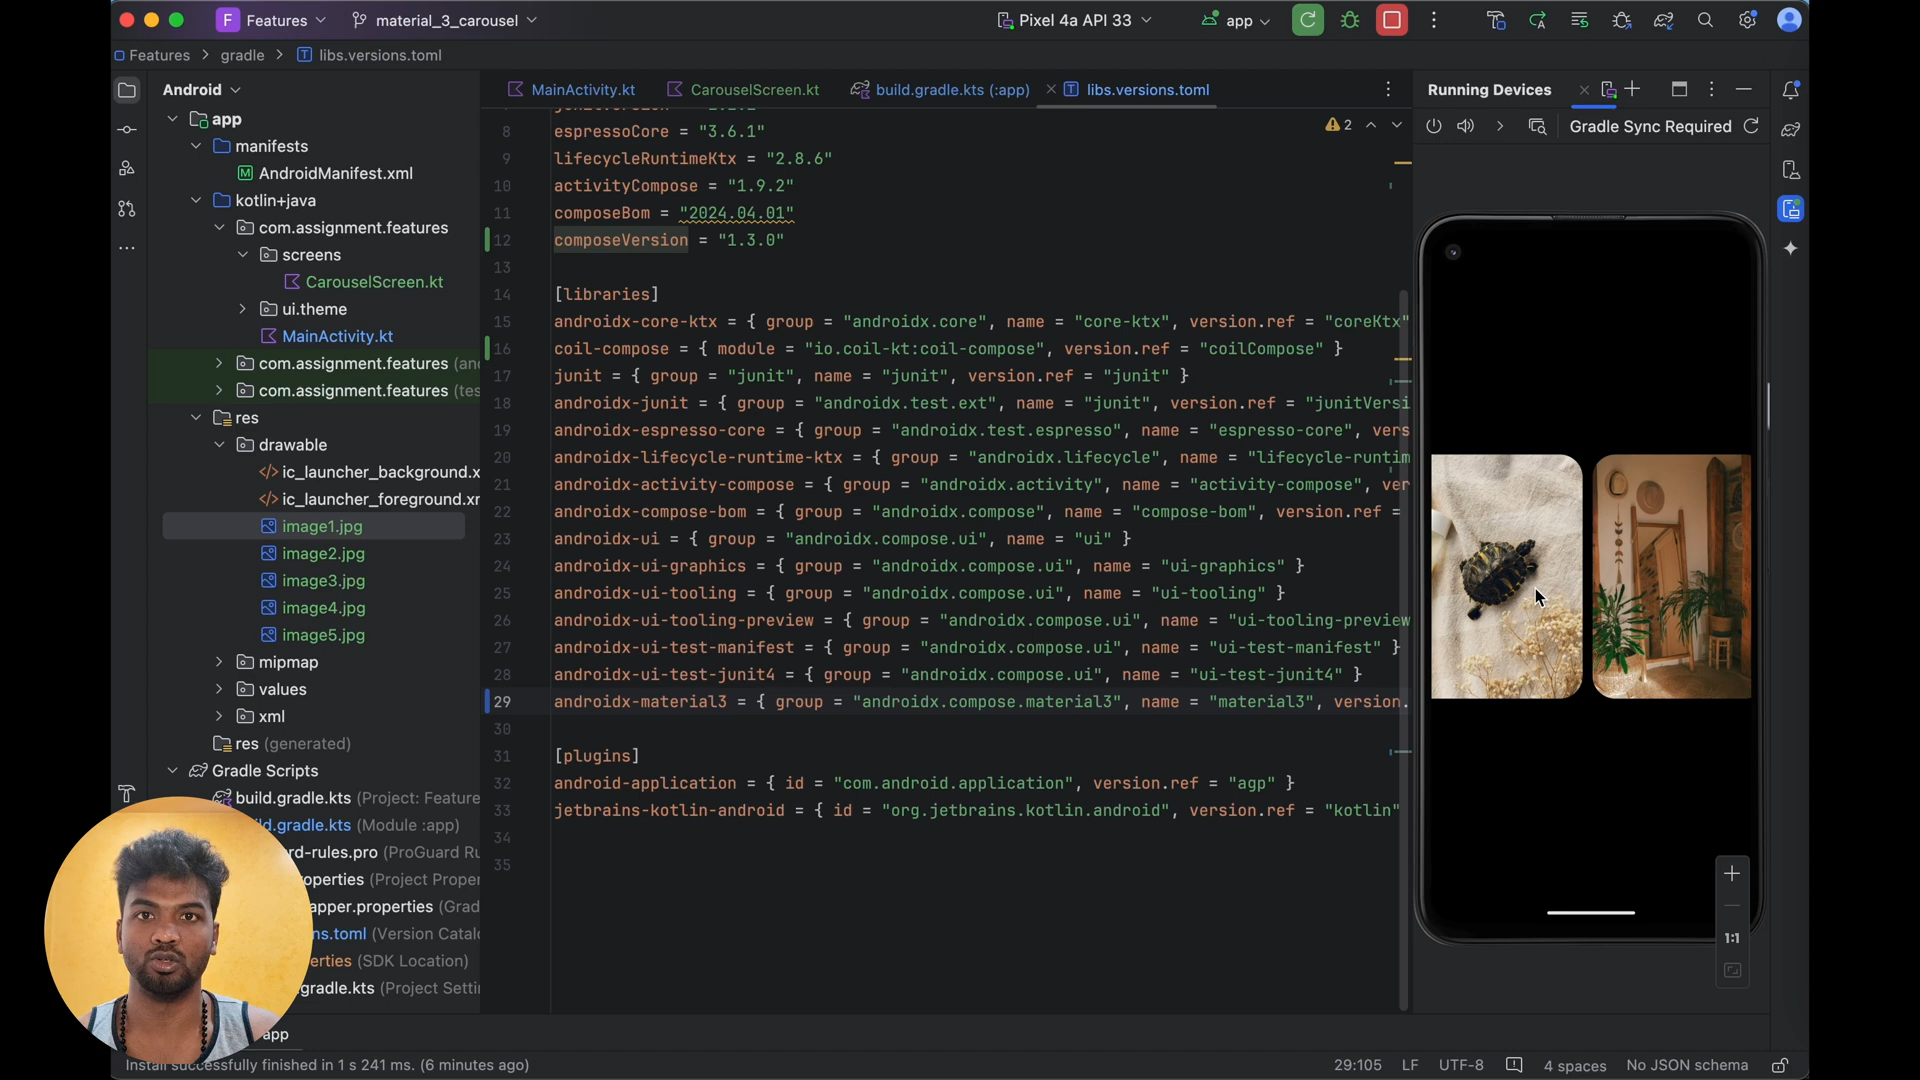 F Features material_3_carousel Pixel 4a API 33 app
Features > gradle > libs.versions.toml
Android
app
manifests
AndroidManifest.xml
kotlin+java
com.assignment.features
screens
CarouselScreen.kt
ui.theme
MainActivity.kt
com.assignment.features (and
com.assignment.features (tes
res
drawable
ic_launcher_background.x
ic_launcher_foreground.xr
image1.jpg
image2.jpg
image3.jpg
image4.jpg
image5.jpg
mipmap
values
xml
res (generated)
Gradle Scripts
build.gradle.kts (Project: Feature
ld.gradle.kts (Module :app)
rd-rules.pro (ProGuard Ru
operties (Project Proper
apper.properties (Grad
ns.toml (Version Catal
erties (SDK Location)
gradle.kts (Project Setti
app
MainActivity.kt CarouselScreen.kt build.gradle.kts (:app) libs.versions.toml
2
8 espressoCore = "3.6.1"
9 lifecycleRuntimeKtx = "2.8.6"
10 activityCompose = "1.9.2"
11 composeBom = "2024.04.01"
12 composeVersion = "1.3.0"
13
14 [libraries]
15 androidx-core-ktx = { group = "androidx.core", name = "core-ktx", version.ref = "coreKtx"
16 coil-compose = { module = "io.coil-kt:coil-compose", version.ref = "coilCompose" }
17 junit = { group = "junit", name = "junit", version.ref = "junit" }
18 androidx-junit = { group = "androidx.test.ext", name = "junit", version.ref = "junitVersi
19 androidx-espresso-core = { group = "androidx.test.espresso", name = "espresso-core", vers
20 androidx-lifecycle-runtime-ktx = { group = "androidx.lifecycle", name = "lifecycle-runtim
21 androidx-activity-compose = { group = "androidx.activity", name = "activity-compose", ver
22 androidx-compose-bom = { group = "androidx.compose", name = "compose-bom", version.ref =
23 androidx-ui = { group = "androidx.compose.ui", name = "ui" }
24 androidx-ui-graphics = { group = "androidx.compose.ui", name = "ui-graphics" }
25 androidx-ui-tooling = { group = "androidx.compose.ui", name = "ui-tooling" }
26 androidx-ui-tooling-preview = { group = "androidx.compose.ui", name = "ui-tooling-preview
27 androidx-ui-test-manifest = { group = "androidx.compose.ui", name = "ui-test-manifest" }
28 androidx-ui-test-junit4 = { group = "androidx.compose.ui", name = "ui-test-junit4" }
29 androidx-material3 = { group = "androidx.compose.material3", name = "material3", version.
30
31 [plugins]
32 android-application = { id = "com.android.application", version.ref = "agp" }
33 jetbrains-kotlin-android = { id = "org.jetbrains.kotlin.android", version.ref = "kotlin"
34
35
Running Devices
Gradle Sync Required
1:1
Install successfully finished in 1 s 241 ms. (6 minutes ago) 29:105 LF UTF-8 4 spaces No JSON schema